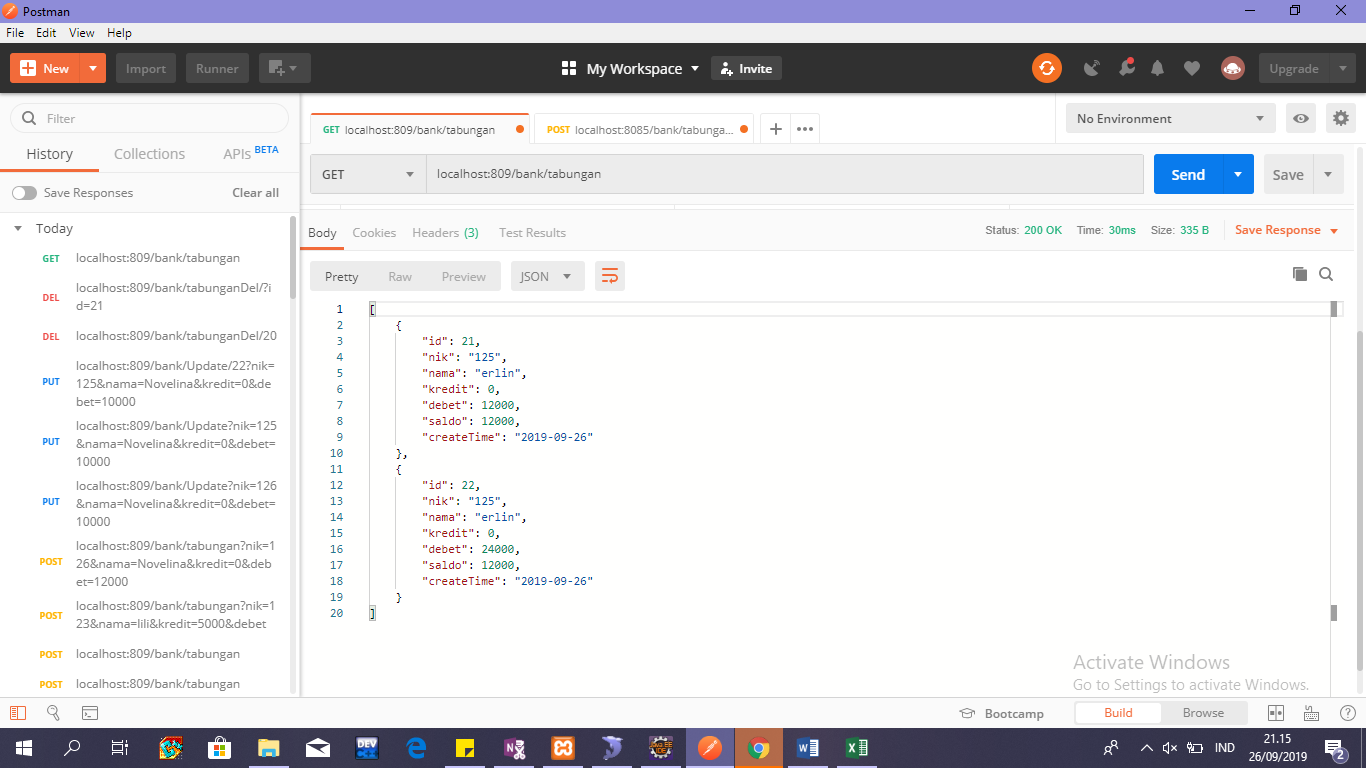 Postman
File Edit View Help
New Import Runner My Workspace Invite Upgrade
Filter
History Collections APIs BETA
Save Responses Clear all
Today
GET localhost:809/bank/tabungan
DEL localhost:809/bank/tabunganDel/?i
d=21
DEL localhost:809/bank/tabunganDel/20
PUT localhost:809/bank/Update/22?nik=
125&nama=Novelina&kredit=0&de
bet=10000
PUT localhost:809/bank/Update?nik=125
&nama=Novelina&kredit=0&debet=
10000
PUT localhost:809/bank/Update?nik=126
&nama=Novelina&kredit=0&debet=
10000
POST localhost:809/bank/tabungan?nik=1
26&nama=Novelina&kredit=0&deb
et=12000
POST localhost:809/bank/tabungan?nik=1
23&nama=lili&kredit=5000&debet
POST localhost:809/bank/tabungan
POST localhost:809/bank/tabungan
GET localhost:809/bank/tabungan POST localhost:8085/bank/tabunga...
No Environment
GET localhost:809/bank/tabungan Send Save
Body Cookies Headers (3) Test Results Status: 200 OK Time: 30ms Size: 335 B Save Response
Pretty Raw Preview JSON
1 [
2 {
3 "id": 21,
4 "nik": "125",
5 "nama": "erlin",
6 "kredit": 0,
7 "debet": 12000,
8 "saldo": 12000,
9 "createTime": "2019-09-26"
10 },
11 {
12 "id": 22,
13 "nik": "125",
14 "nama": "erlin",
15 "kredit": 0,
16 "debet": 24000,
17 "saldo": 12000,
18 "createTime": "2019-09-26"
19 }
20 ]
Activate Windows
Go to Settings to activate Windows.
Bootcamp Build Browse
DEV
IND
21.15
26/09/2019
2